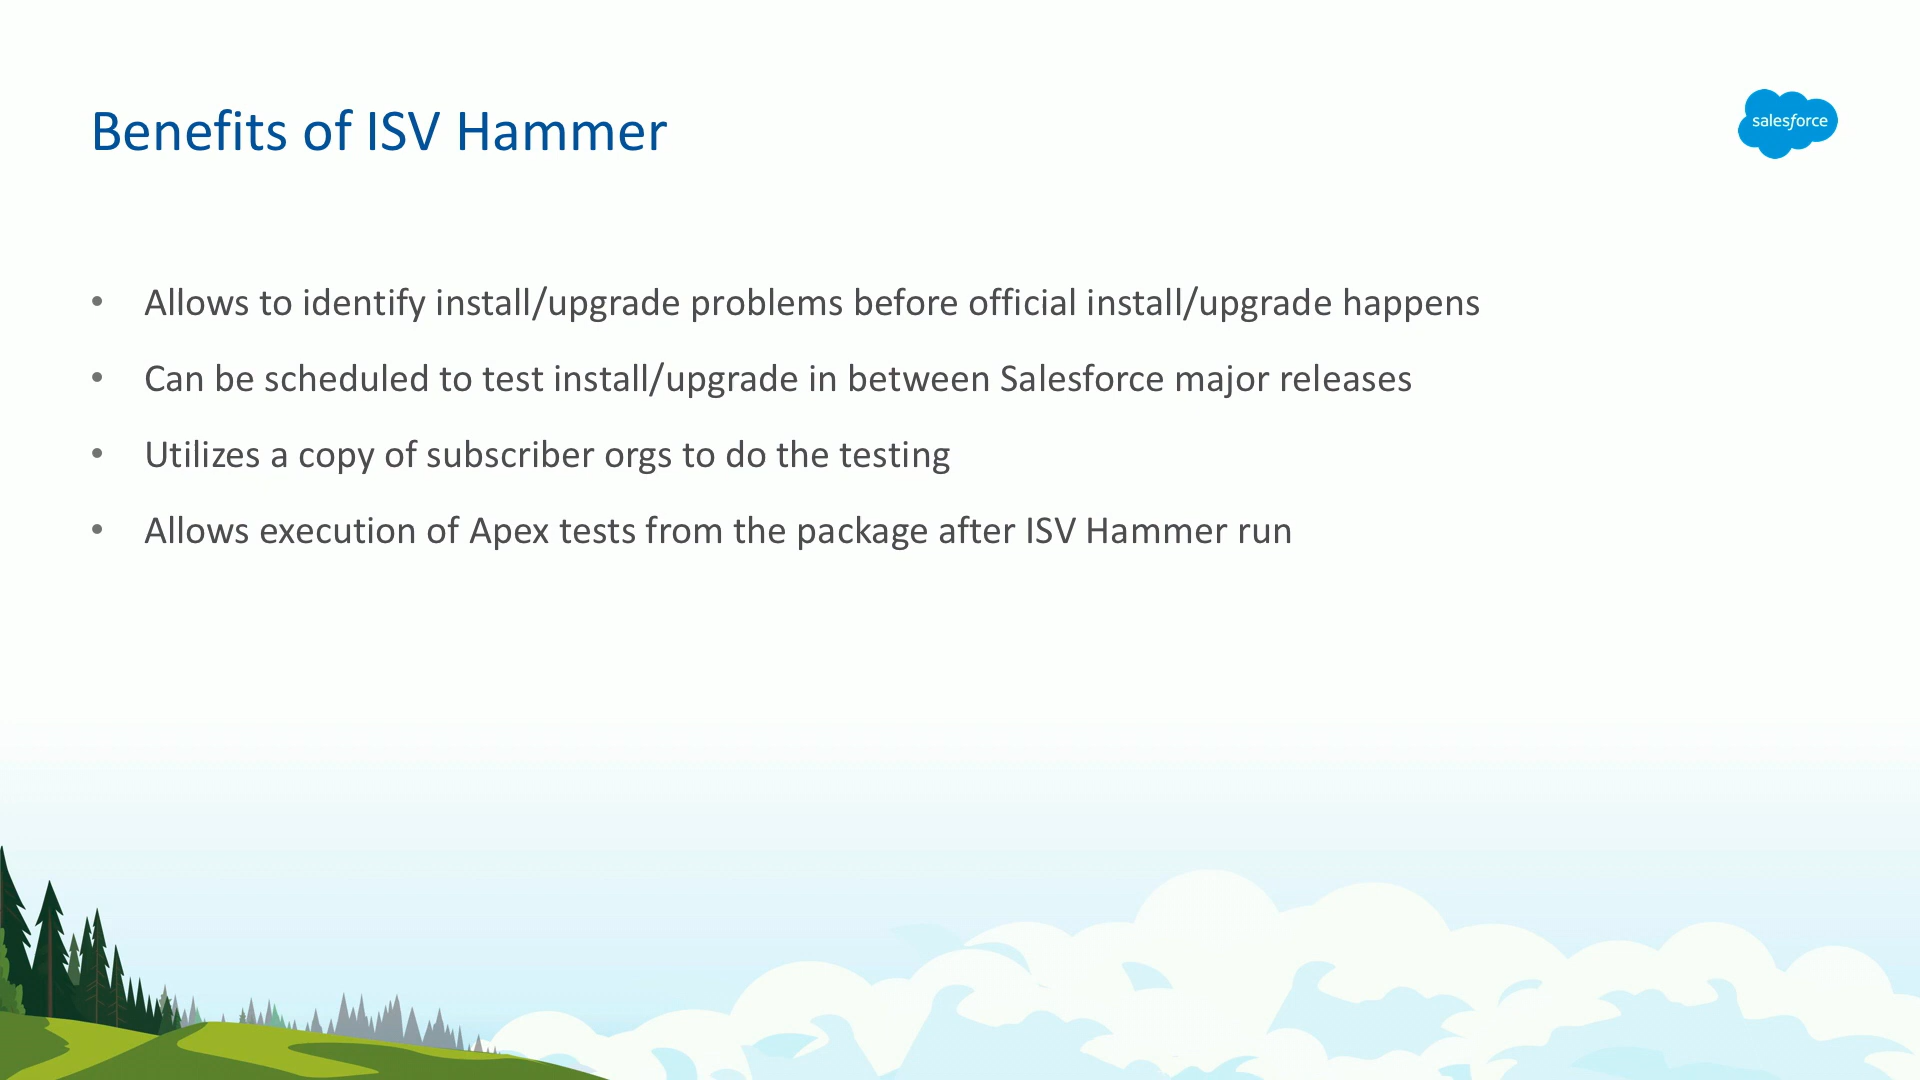 Benefits of ISV Hammer
salesforce
• Allows to identify install/upgrade problems before official install/upgrade happens
• Can be scheduled to test install/upgrade in between Salesforce major releases
• Utilizes a copy of subscriber orgs to do the testing
• Allows execution of Apex tests from the package after ISV Hammer run